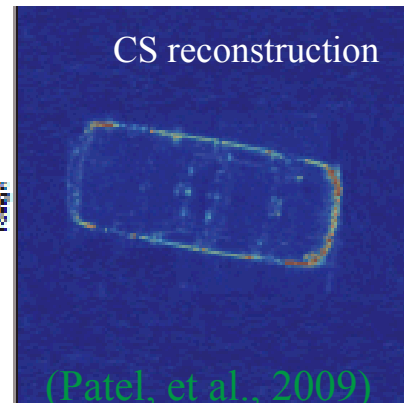 CS reconstruction
(Patel, et al., 2009)